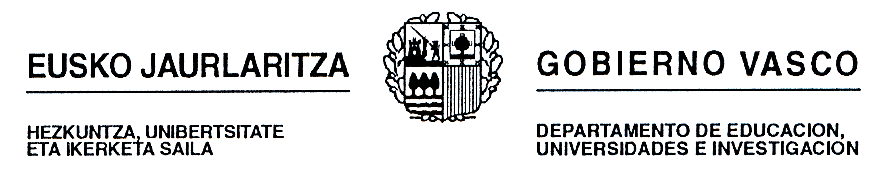 EUSKO JAURLARITZA
HEZKUNTZA, UNIBERTSITATE
ETA IKERKETA SAILA
GOBIERNO VASCO
DEPARTAMENTO DE EDUCACION,
UNIVERSIDADES E INVESTIGACION